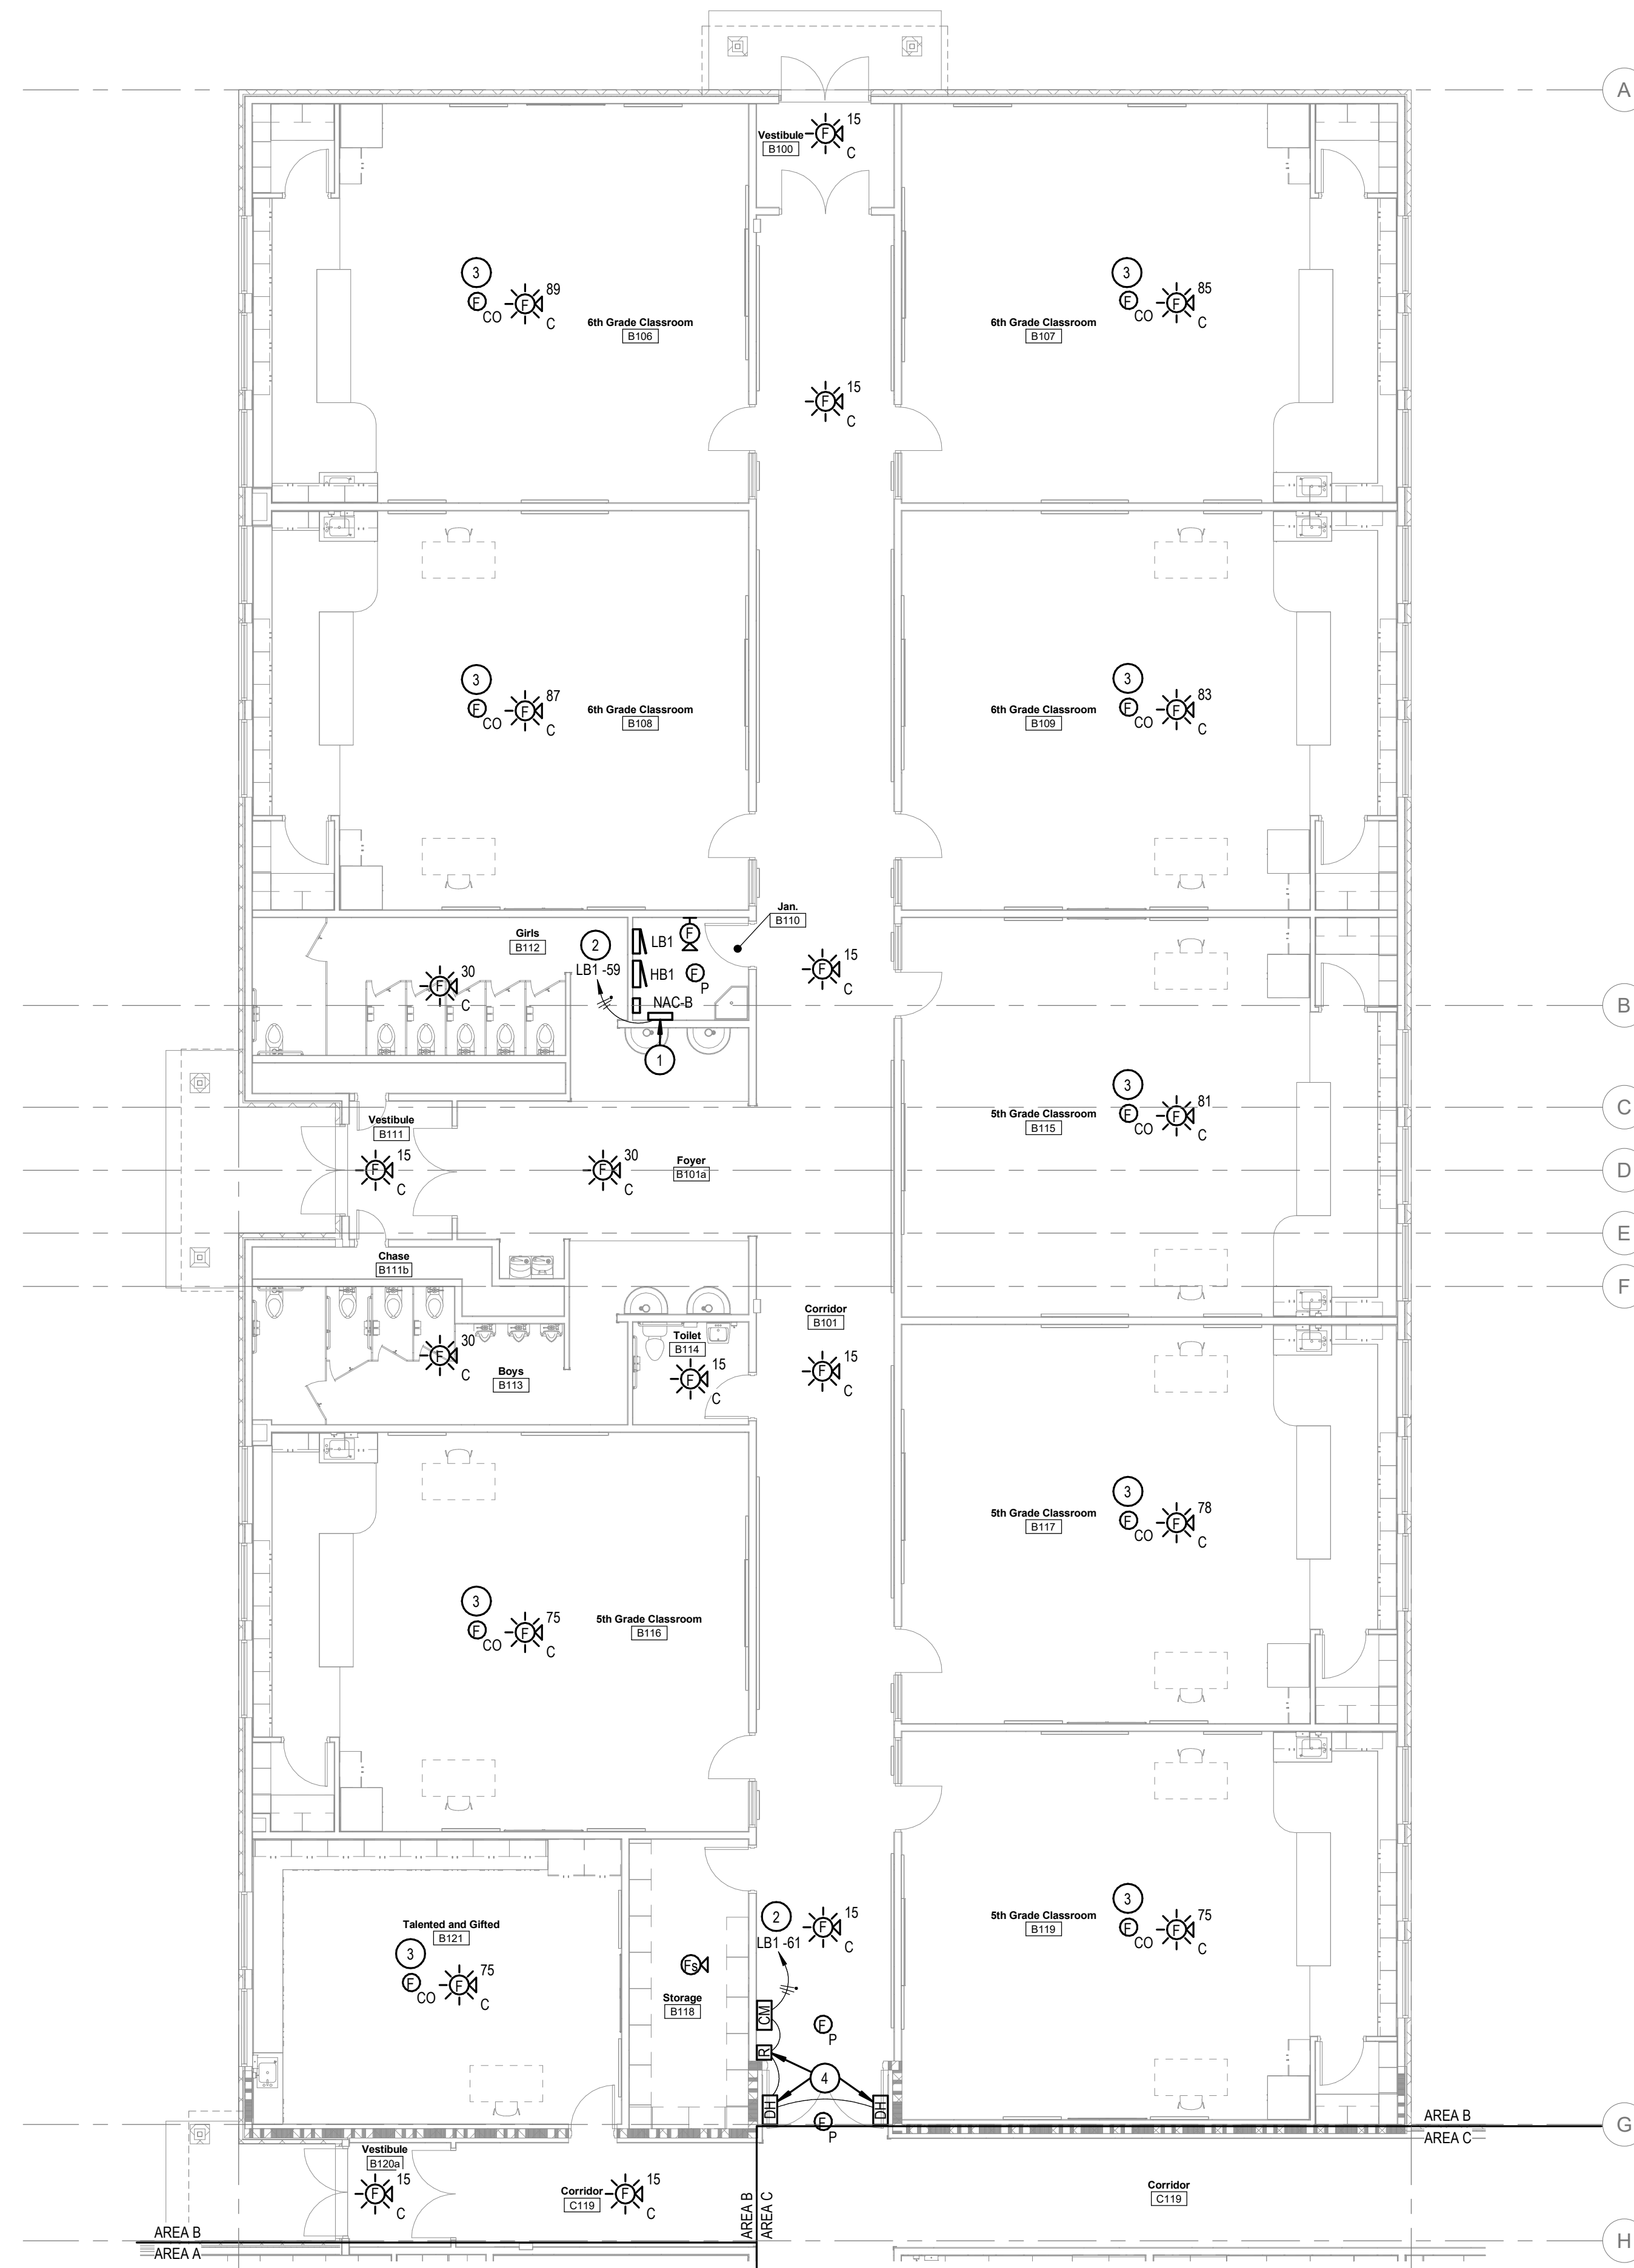 A
Vestibule
B100
F
15
C
3
F
CO
F
89
C
6th Grade Classroom
B106
6th Grade Classroom
B107
3
F
CO
F
85
C
F
15
C
3
F
CO
F
87
C
6th Grade Classroom
B108
6th Grade Classroom
B109
3
F
CO
F
83
C
Jan.
B110
Girls
B112
F
30
C
2
LB1 -59
LB1
HB1
NAC-B
F
F
P
1
F
15
C
B
C
Vestibule
B111
F
15
C
F
30
C
Foyer
B101a
5th Grade Classroom
B115
3
F
CO
F
81
C
D
E
Chase
B111b
F
Corridor
B101
F
15
C
Toilet
B114
F
15
C
F
30
C
Boys
B113
5th Grade Classroom
B117
3
F
CO
F
78
C
3
F
CO
F
75
C
5th Grade Classroom
B116
Talented and Gifted
B121
3
F
CO
F
75
C
Fs
Storage
B118
2
LB1 -61
F
15
C
CM
R
F
P
4
DH
DH
F
P
5th Grade Classroom
B119
3
F
CO
F
75
C
AREA B
AREA C
G
Vestibule
B120a
F
15
C
Corridor
C119
F
15
C
AREA B
AREA C
Corridor
C119
AREA B
AREA A
H